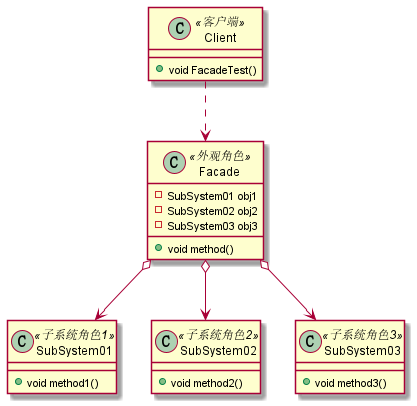 C «客户端»
Client
void FacadeTest()
C «外观角色»
Facade
SubSystem01 obj1
SubSystem02 obj2
SubSystem03 obj3
void method()
C «子系统角色1»
SubSystem01
void method1()
C «子系统角色2»
SubSystem02
void method2()
C «子系统角色3»
SubSystem03
void method3()